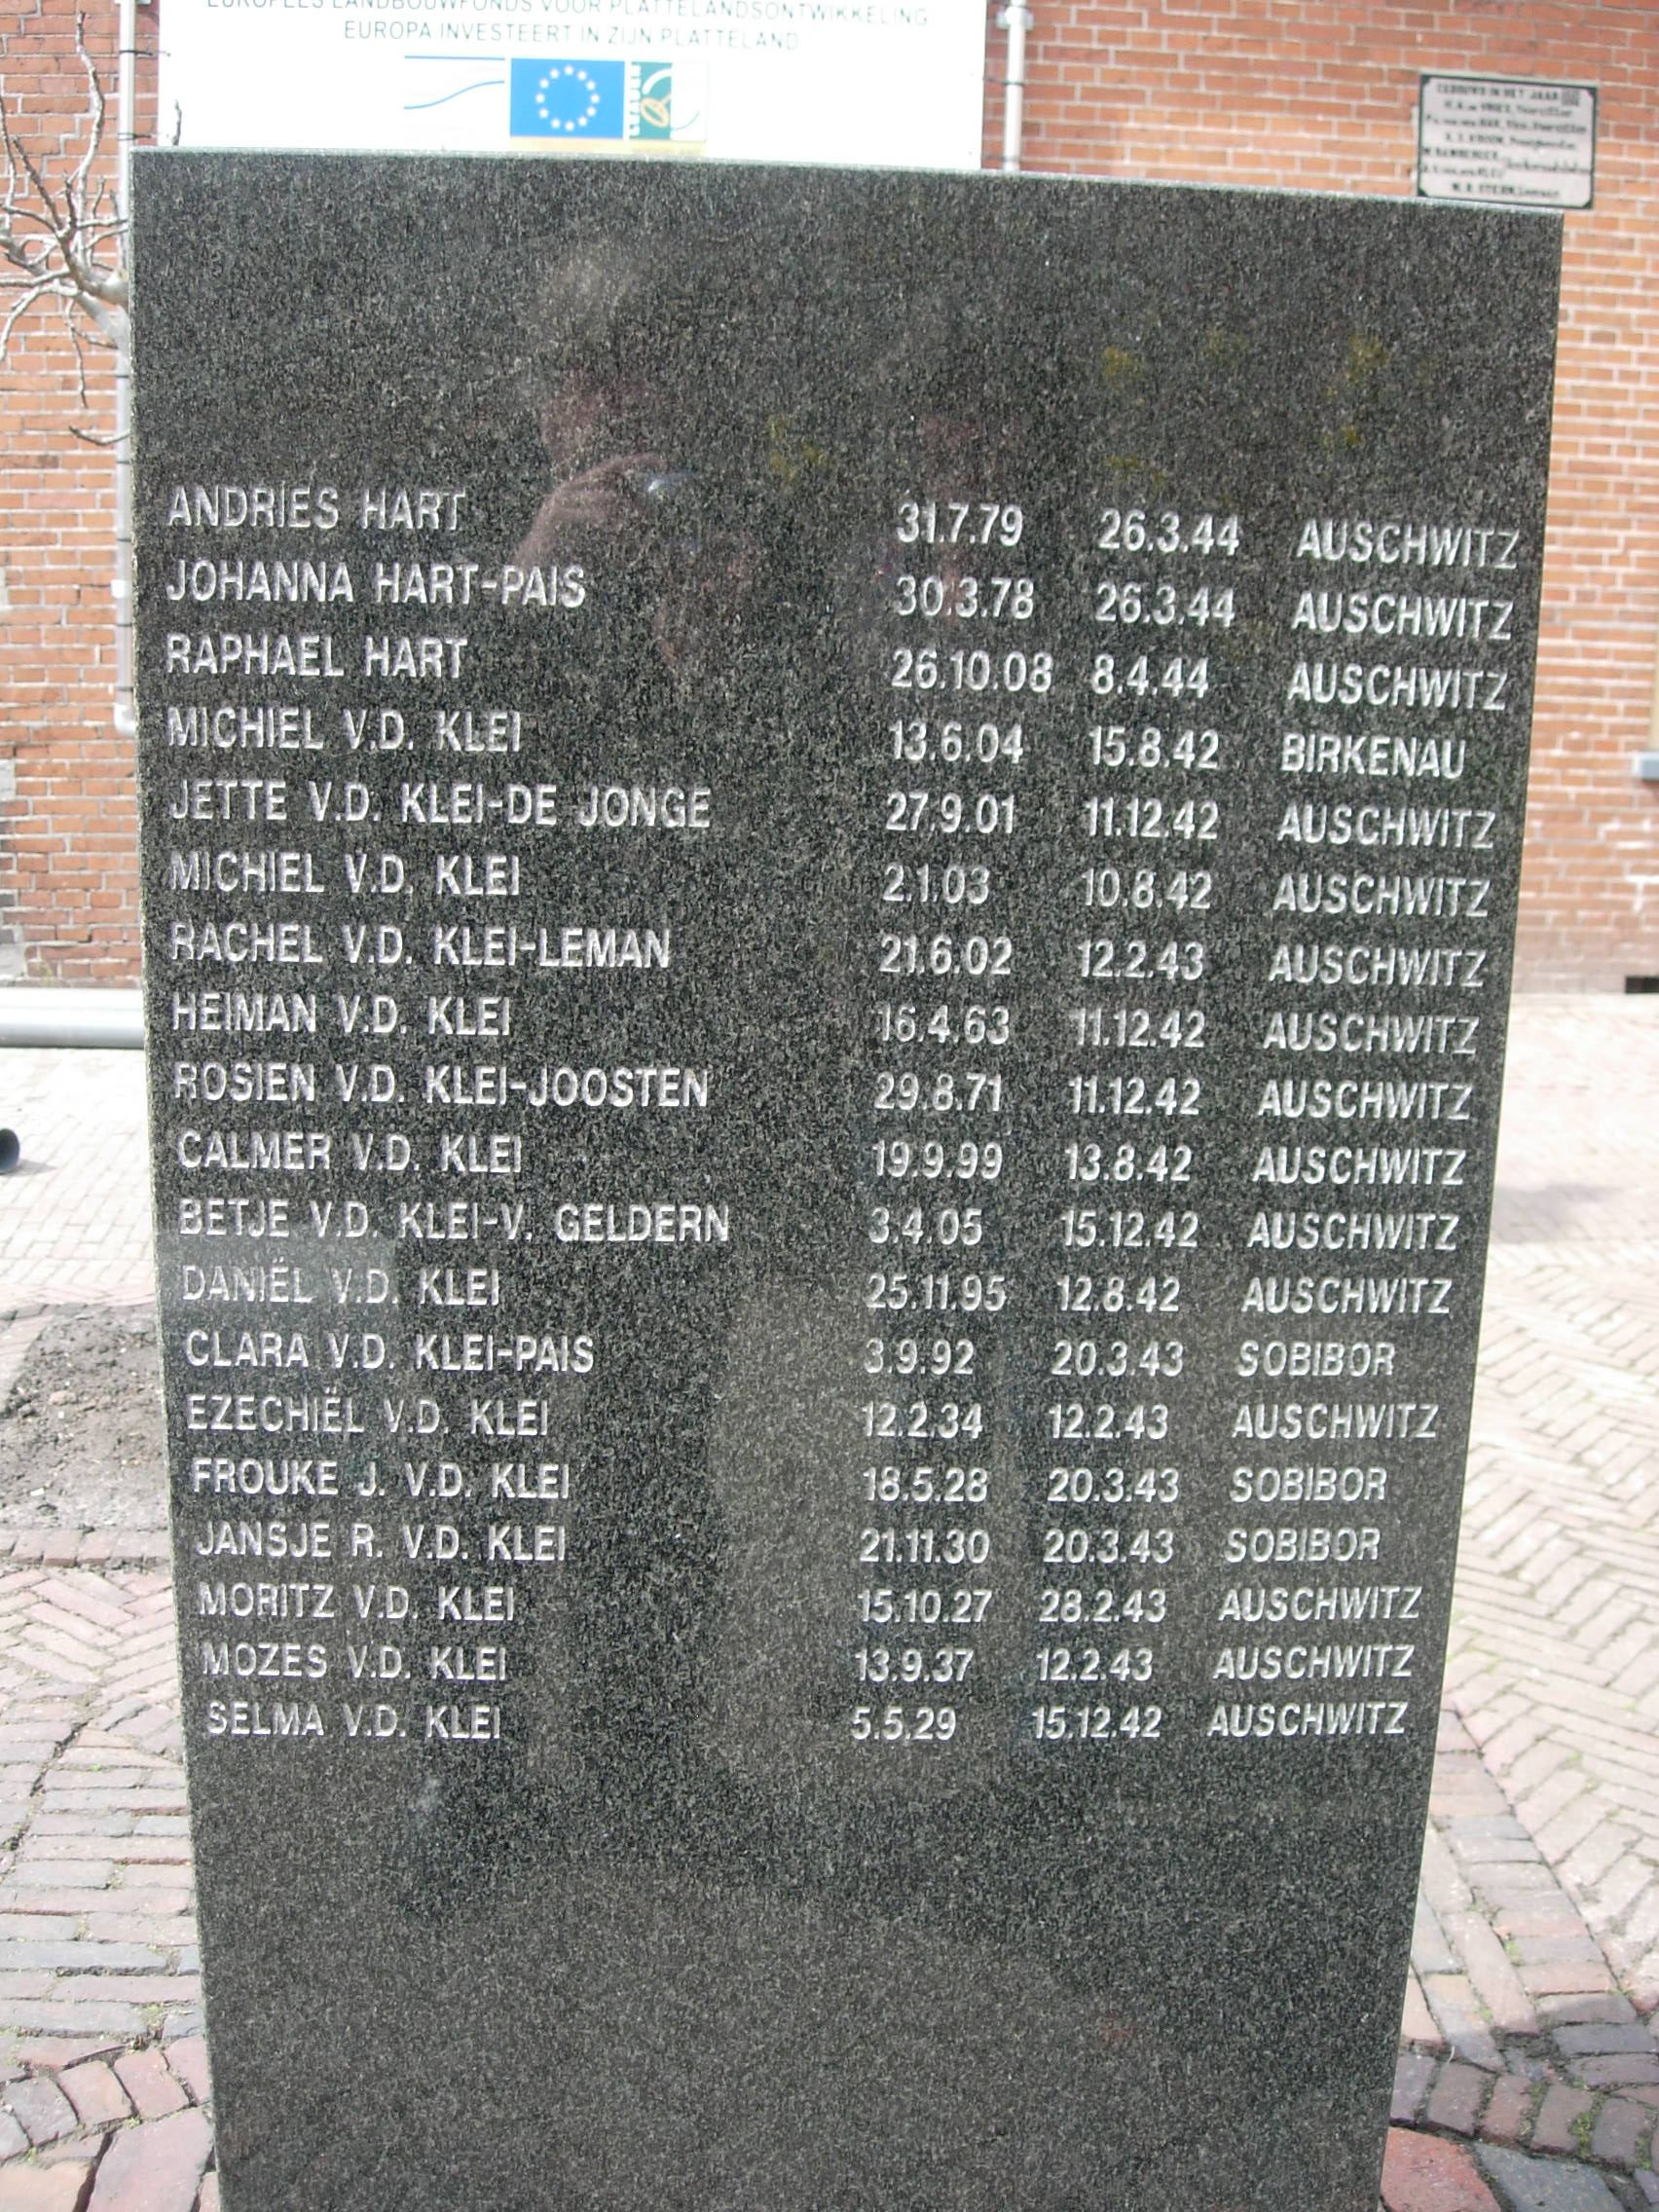 EUROPEES LANDBOUWFONDS VOOR PLATTELANDSONTWIKKELING
EUROPA INVESTEERT IN ZIJN PLATTELAND
LEADER
GEBOUWD IN HET JAAR
ANDRIES HART 31.7.79 26.3.44 AUSCHWITZ
JOHANNA HART-PAIS 30.3.78 26.3.44 AUSCHWITZ
RAPHAEL HART 26.10.08 8.4.44 AUSCHWITZ
MICHIEL V.D. KLEI 13.6.04 15.8.42 BIRKENAU
JETTE V.D. KLEI-DE JONGE 27.9.01 11.12.42 AUSCHWITZ
MICHIEL V.D. KLEI 2.1.03 10.8.42 AUSCHWITZ
RACHEL V.D. KLEI-LEMAN 21.6.02 12.2.43 AUSCHWITZ
HEIMAN V.D. KLEI 16.4.63 11.12.42 AUSCHWITZ
ROSIEN V.D. KLEI-JOOSTEN 29.8.71 11.12.42 AUSCHWITZ
CALMER V.D. KLEI 19.9.99 13.8.42 AUSCHWITZ
BETJE V.D. KLEI-V. GELDERN 3.4.05 15.12.42 AUSCHWITZ
DANIËL V.D. KLEI 25.11.95 12.8.42 AUSCHWITZ
CLARA V.D. KLEI-PAIS 3.9.92 20.3.43 SOBIBOR
EZECHIËL V.D. KLEI 12.2.34 12.2.43 AUSCHWITZ
FROUKE J. V.D. KLEI 18.5.28 20.3.43 SOBIBOR
JANSJE R. V.D. KLEI 21.11.30 20.3.43 SOBIBOR
MORITZ V.D. KLEI 15.10.27 28.2.43 AUSCHWITZ
MOZES V.D. KLEI 13.9.37 12.2.43 AUSCHWITZ
SELMA V.D. KLEI 5.5.29 15.12.42 AUSCHWITZ